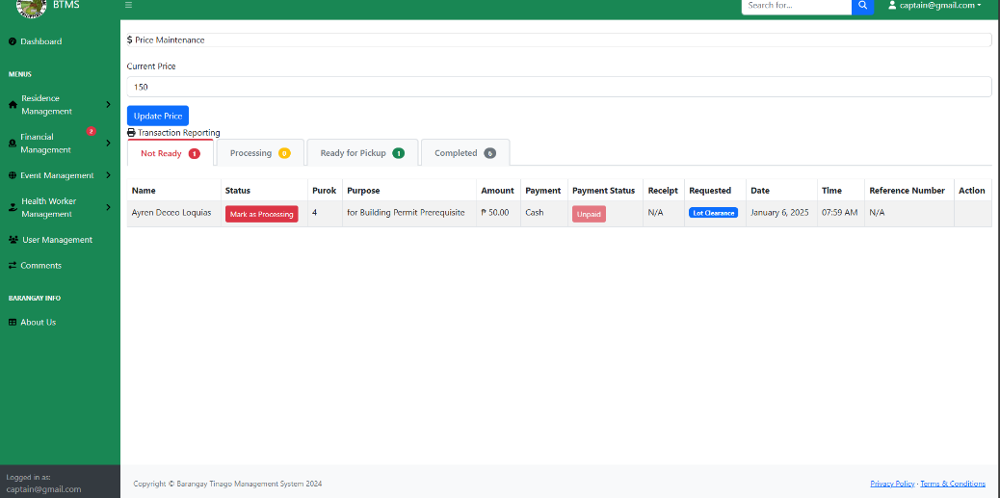 BTMS
Search for...
captain@gmail.com
Dashboard
MENUS
Residence
Management
Financial
Management
2
Event Management
Health Worker
Management
User Management
Comments
BARANGAY INFO
About Us
Logged in as:
captain@gmail.com
$ Price Maintenance
Current Price
150
Update Price
Transaction Reporting
Not Ready 1
Processing 0
Ready for Pickup 1
Completed 6
Name Status Purok Purpose Amount Payment Payment Status Receipt Requested Date Time Reference Number Action
Ayren Deceo Loquias Mark as Processing 4 for Building Permit Prerequisite ₱ 50.00 Cash Unpaid N/A Lot Clearance January 6, 2025 07:59 AM N/A
Copyright © Barangay Tinago Management System 2024
Privacy Policy · Terms & Conditions